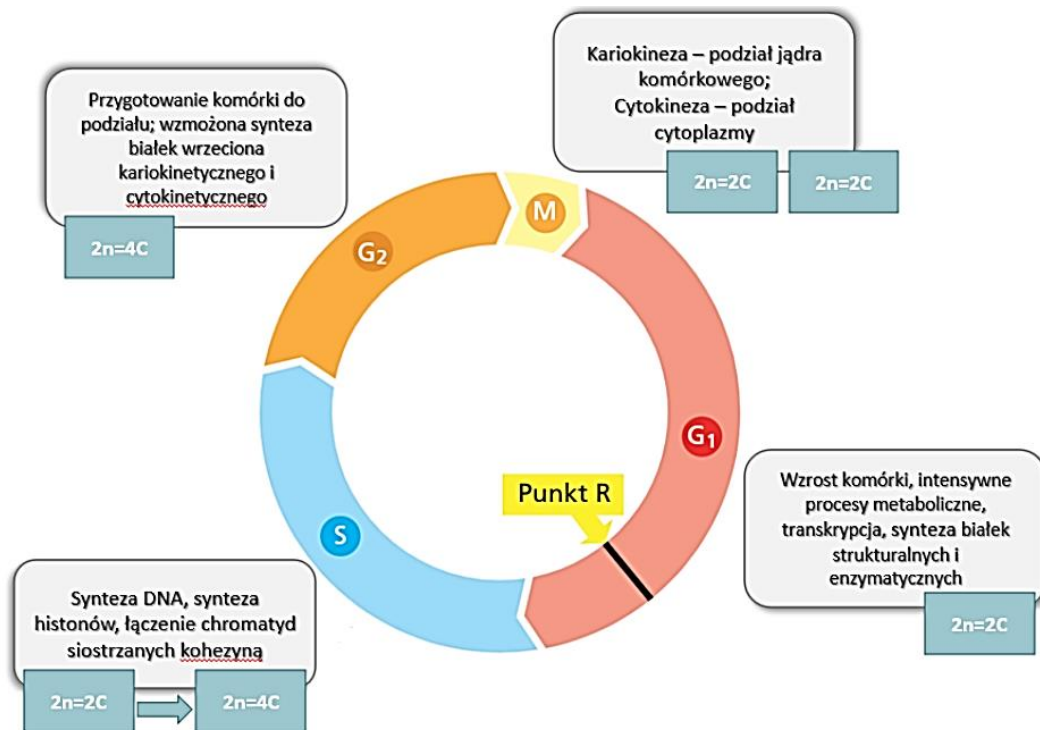 Kariokineza – podział jądra
komórkowego;
Cytokineza – podział
cytoplazmy
2n=2C
2n=2C
Przygotowanie komórki do
podziału; wzmożona synteza
białek wrzeciona
kariokinetycznego i
cytokinetycznego
2n=4C
M
G2
G1
S
Punkt R
Wzrost komórki, intensywne
procesy metaboliczne,
transkrypcja, synteza białek
strukturalnych i
enzymatycznych
2n=2C
Synteza DNA, synteza
histonów, łączenie chromatyd
siostrzanych kohezyną
2n=2C
2n=4C